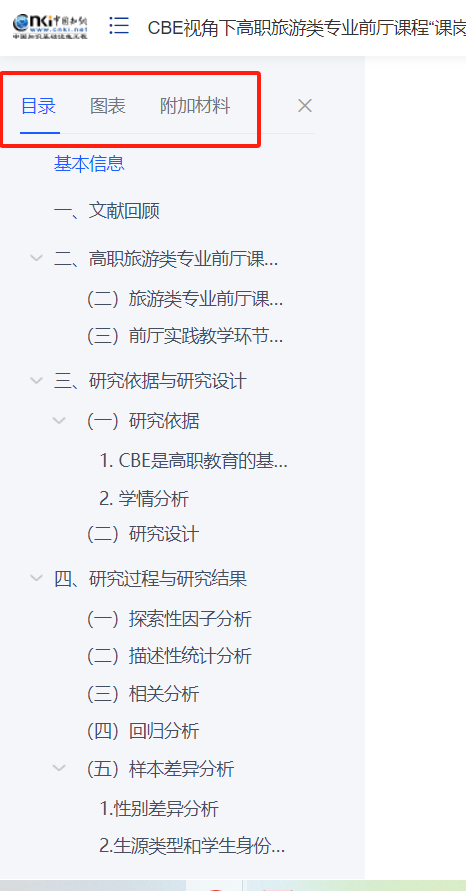 cnki中国知网
www.cnki.net
中国知识基础设施工程
CBE视角下高职旅游类专业前厅课程“课岗
目录 图表 附加材料
基本信息
一、文献回顾
二、高职旅游类专业前厅课...
（二）旅游类专业前厅课...
（三）前厅实践教学环节...
三、研究依据与研究设计
（一）研究依据
1. CBE是高职教育的基...
2. 学情分析
（二）研究设计
四、研究过程与研究结果
（一）探索性因子分析
（二）描述性统计分析
（三）相关分析
（四）回归分析
（五）样本差异分析
1.性别差异分析
2.生源类型和学生身份...